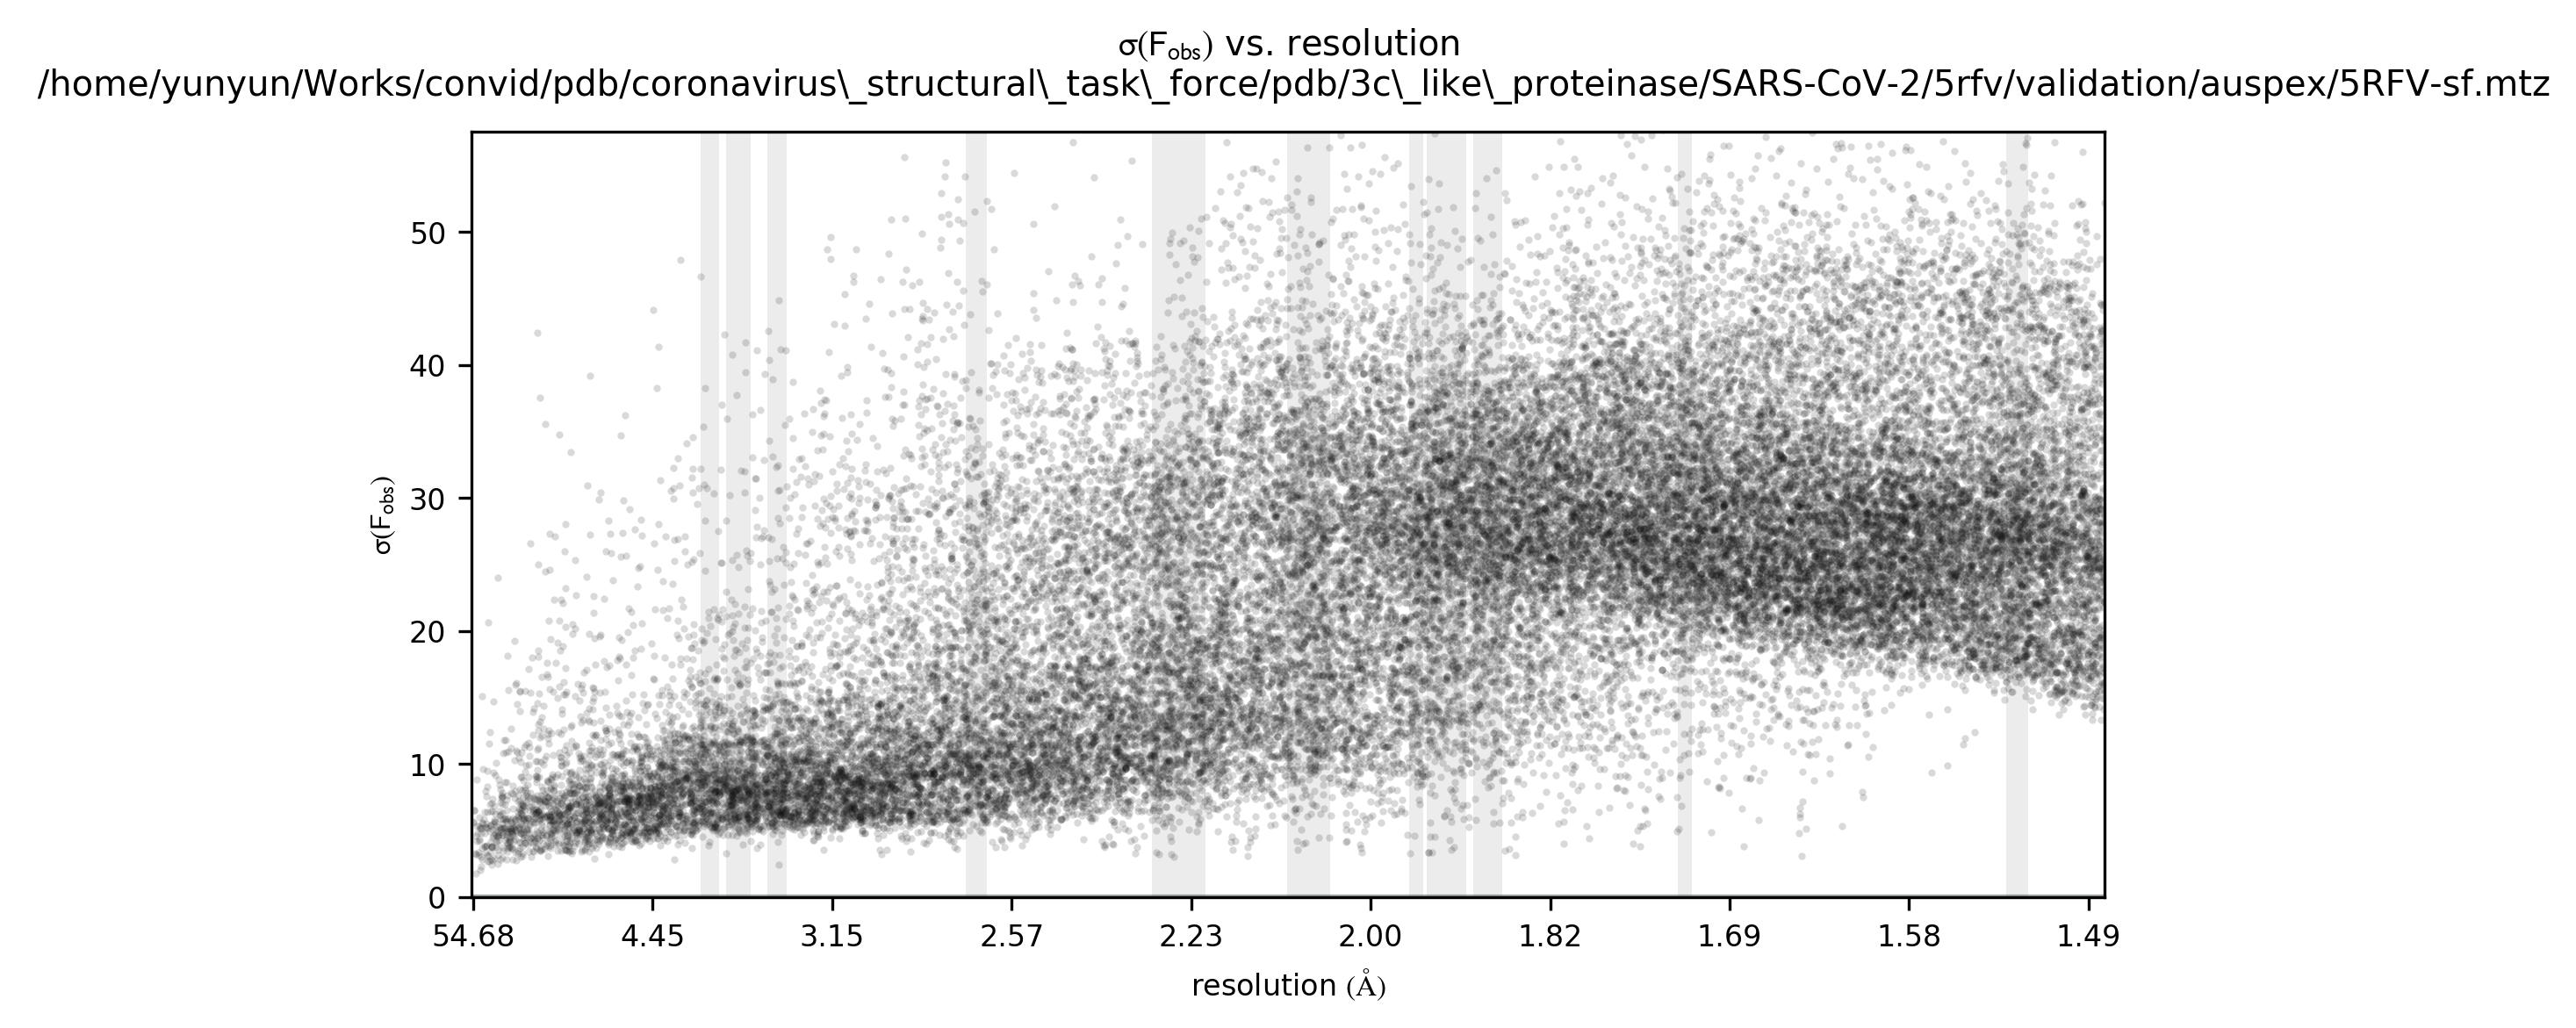 σ(Fobs) vs. resolution
/home/yunyun/Works/convid/pdb/coronavirus\_structural\_task\_force/pdb/3c\_like\_proteinase/SARS-CoV-2/5rfv/validation/auspex/5RFV-sf.mtz
σ(Fobs)
50
40
30
20
10
0
54.68 4.45 3.15 2.57 2.23 2.00 1.82 1.69 1.58 1.49
resolution (Å)